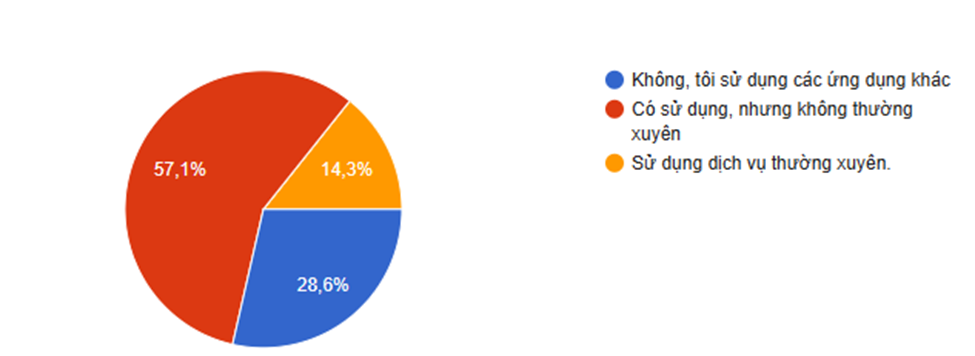 Không, tôi sử dụng các ứng dụng khác
Có sử dụng, nhưng không thường
xuyên
Sử dụng dịch vụ thường xuyên.
57,1%
14,3%
28,6%